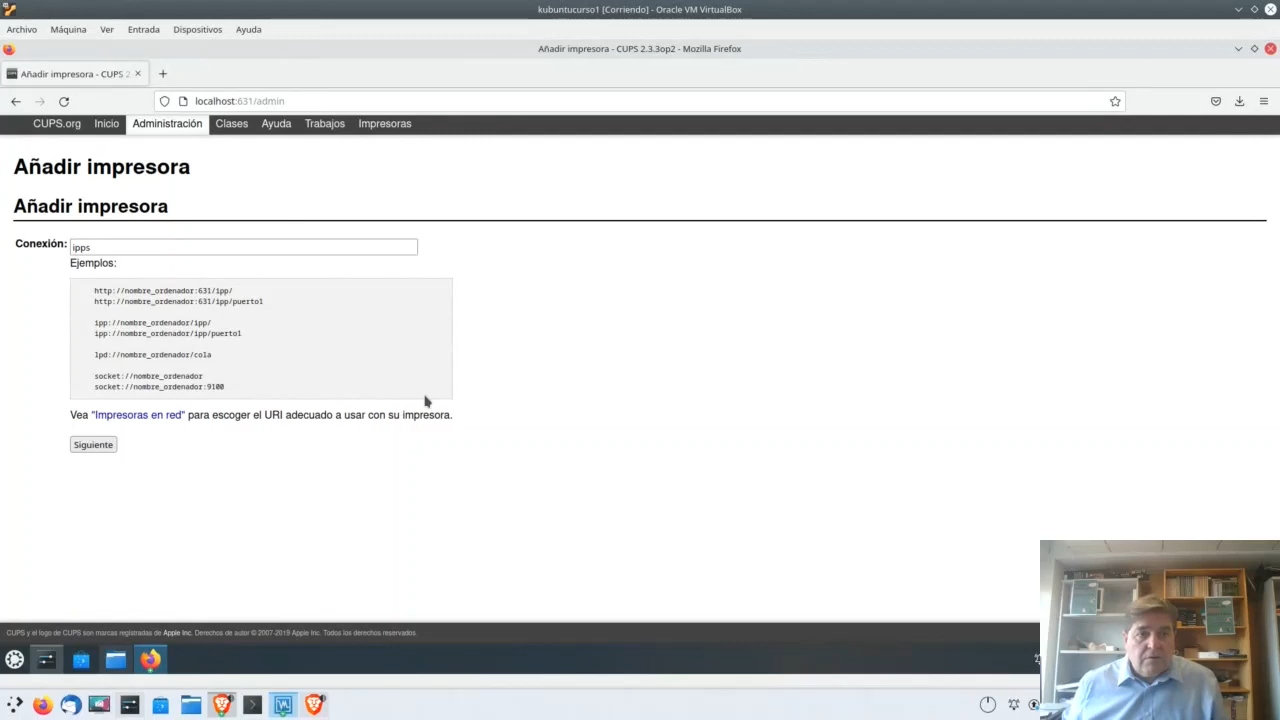 kubuntucurso1 [Corriendo] - Oracle VM VirtualBox
Archivo Máquina Ver Entrada Dispositivos Ayuda
Añadir impresora - CUPS 2.3.3op2 - Mozilla Firefox
Añadir impresora - CUPS 2
localhost:631/admin
CUPS.org Inicio Administración Clases Ayuda Trabajos Impresoras
Añadir impresora
Añadir impresora
Conexión: ipps
Ejemplos:
http://nombre_ordenador:631/ipp/
http://nombre_ordenador:631/ipp/puerto1
ipp://nombre_ordenador/ipp/
ipp://nombre_ordenador/ipp/puerto1
lpd://nombre_ordenador/cola
socket://nombre_ordenador
socket://nombre_ordenador:9100
Vea "Impresoras en red" para escoger el URI adecuado a usar con su impresora.
Siguiente
CUPS y el logo de CUPS son marcas registradas de Apple Inc. Derechos de autor © 2007-2019 Apple Inc. Todos los derechos reservados.